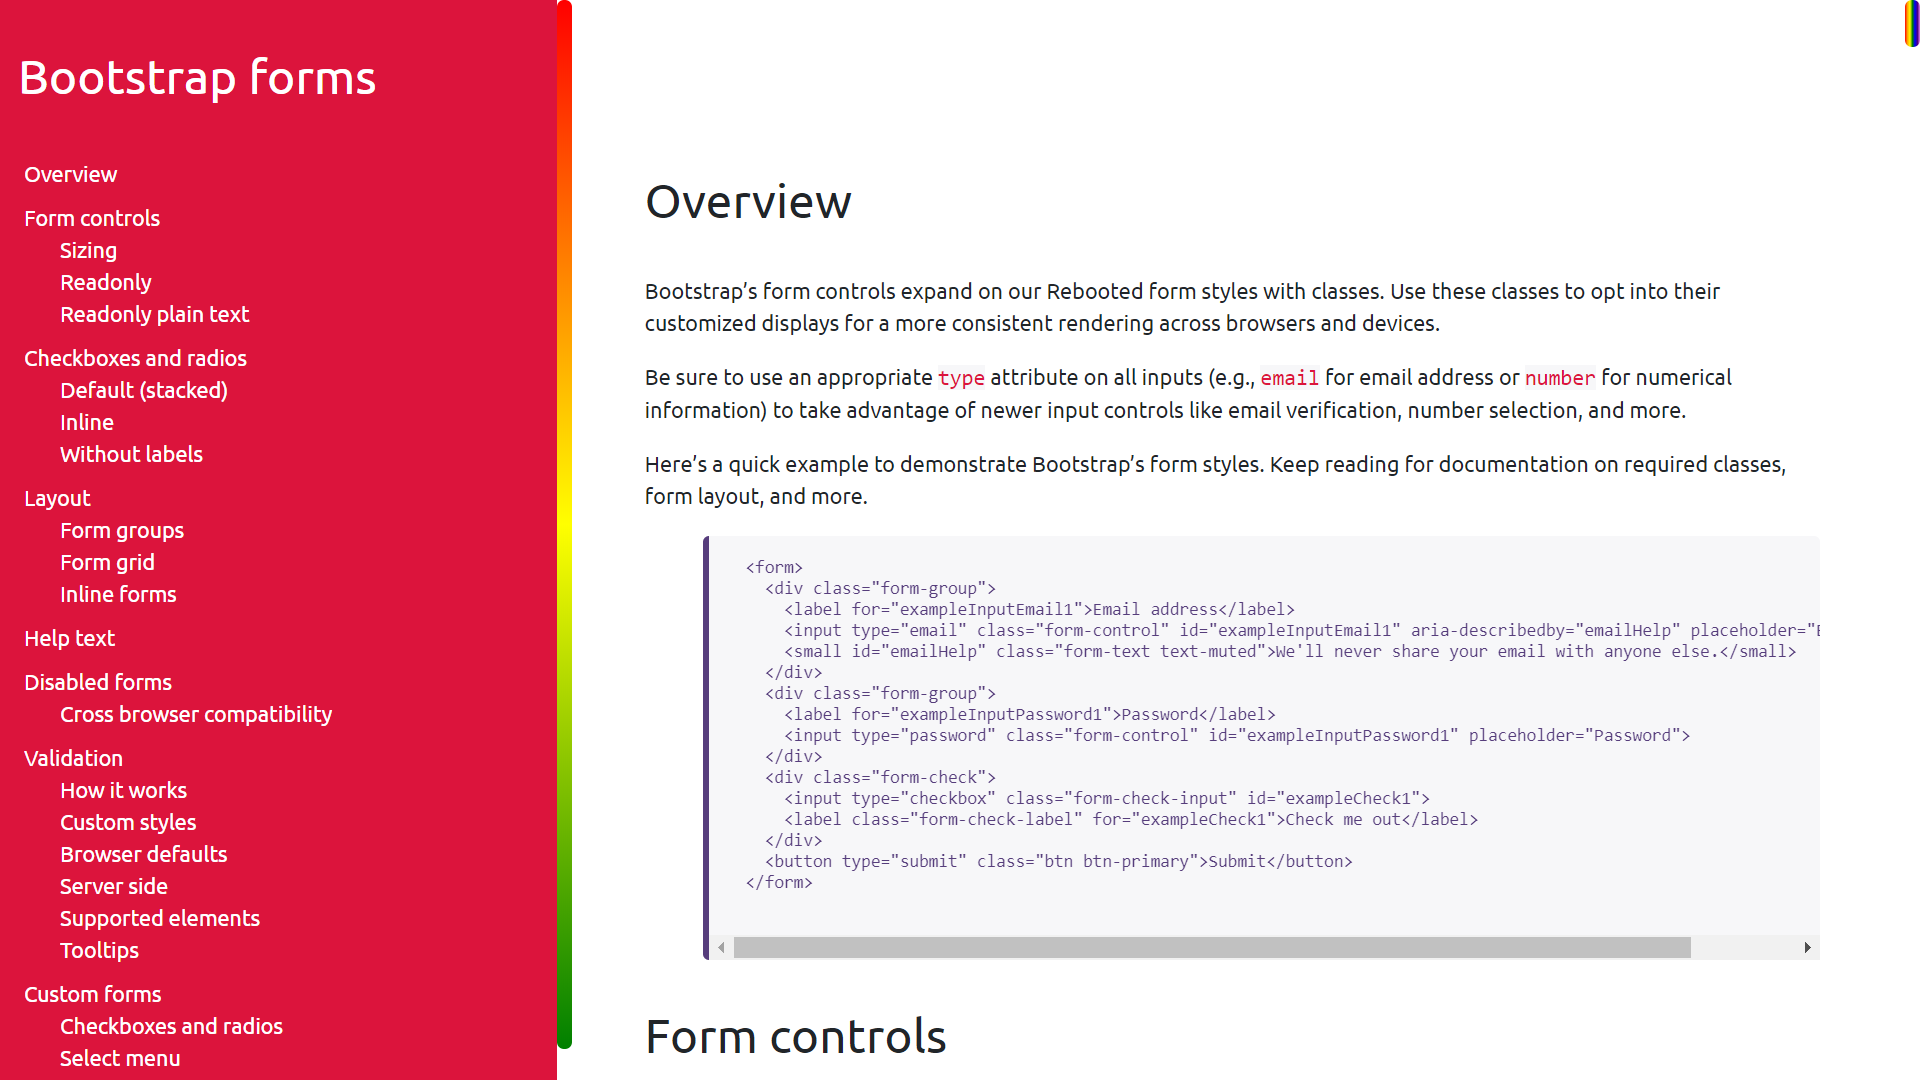 Bootstrap forms
Overview
Form controls
Sizing
Readonly
Readonly plain text
Checkboxes and radios
Default (stacked)
Inline
Without labels
Layout
Form groups
Form grid
Inline forms
Help text
Disabled forms
Cross browser compatibility
Validation
How it works
Custom styles
Browser defaults
Server side
Supported elements
Tooltips
Custom forms
Checkboxes and radios
Select menu
Overview
Bootstrap’s form controls expand on our Rebooted form styles with classes. Use these classes to opt into their
customized displays for a more consistent rendering across browsers and devices.
Be sure to use an appropriate type attribute on all inputs (e.g., email for email address or number for numerical
information) to take advantage of newer input controls like email verification, number selection, and more.
Here’s a quick example to demonstrate Bootstrap’s form styles. Keep reading for documentation on required classes,
form layout, and more.
<form>
  <div class="form-group">
    <label for="exampleInputEmail1">Email address</label>
    <input type="email" class="form-control" id="exampleInputEmail1" aria-describedby="emailHelp" placeholder="
    <small id="emailHelp" class="form-text text-muted">We'll never share your email with anyone else.</small>
  </div>
  <div class="form-group">
    <label for="exampleInputPassword1">Password</label>
    <input type="password" class="form-control" id="exampleInputPassword1" placeholder="Password">
  </div>
  <div class="form-check">
    <input type="checkbox" class="form-check-input" id="exampleCheck1">
    <label class="form-check-label" for="exampleCheck1">Check me out</label>
  </div>
  <button type="submit" class="btn btn-primary">Submit</button>
</form>
Form controls